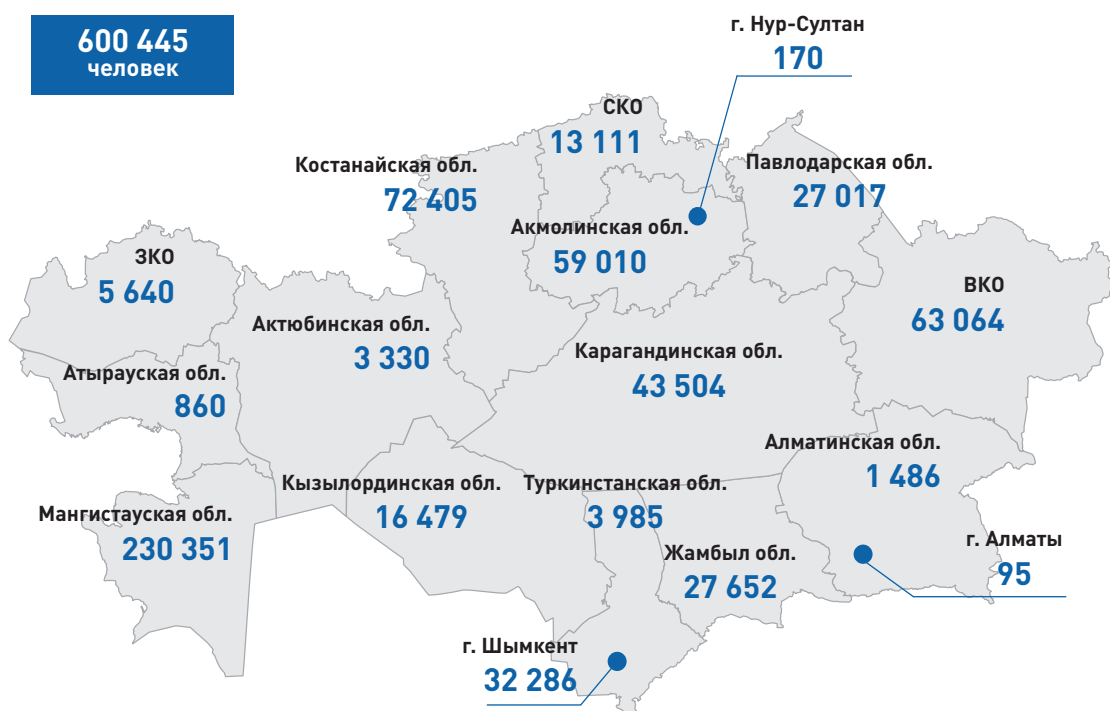 600 445
человек
г. Нур-Султан
170
СКО
13 111
Костанайская обл.
72 405
Павлодарская обл.
27 017
Акмолинская обл.
59 010
ЗКО
5 640
ВКО
63 064
Актюбинская обл.
3 330
Карагандинская обл.
43 504
Атырауская обл.
860
Алматинская обл.
1 486
Кызылординская обл.
16 479
Туркинстанская обл.
3 985
Мангистауская обл.
230 351
г. Алматы
95
Жамбыл обл.
27 652
г. Шымкент
32 286